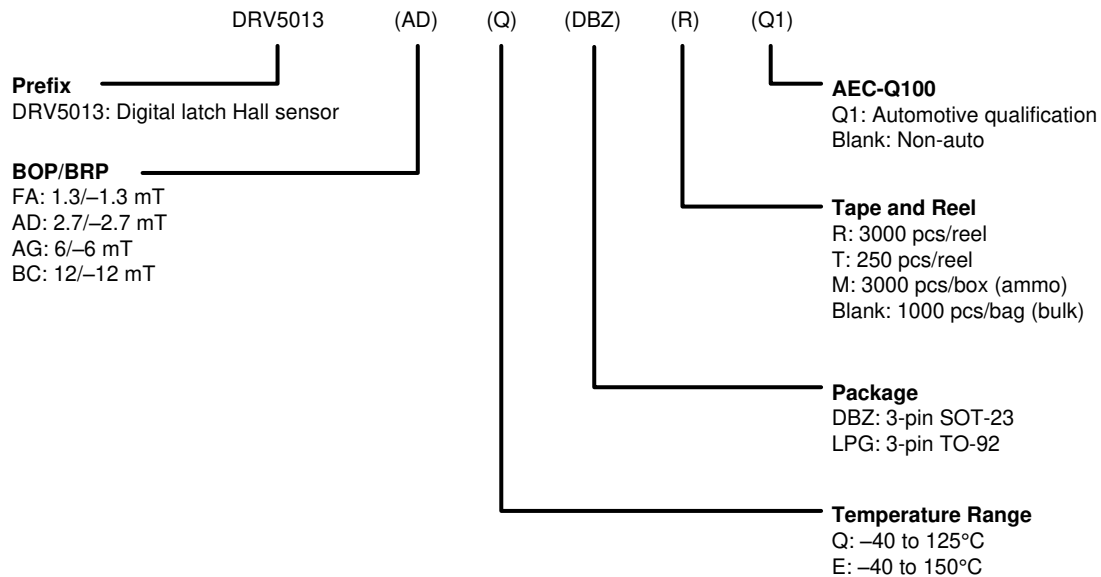 DRV5013 (AD) (Q) (DBZ) (R) (Q1)
Prefix
DRV5013: Digital latch Hall sensor
BOP/BRP
FA: 1.3/–1.3 mT
AD: 2.7/–2.7 mT
AG: 6/–6 mT
BC: 12/–12 mT
AEC-Q100
Q1: Automotive qualification
Blank: Non-auto
Tape and Reel
R: 3000 pcs/reel
T: 250 pcs/reel
M: 3000 pcs/box (ammo)
Blank: 1000 pcs/bag (bulk)
Package
DBZ: 3-pin SOT-23
LPG: 3-pin TO-92
Temperature Range
Q: –40 to 125°C
E: –40 to 150°C